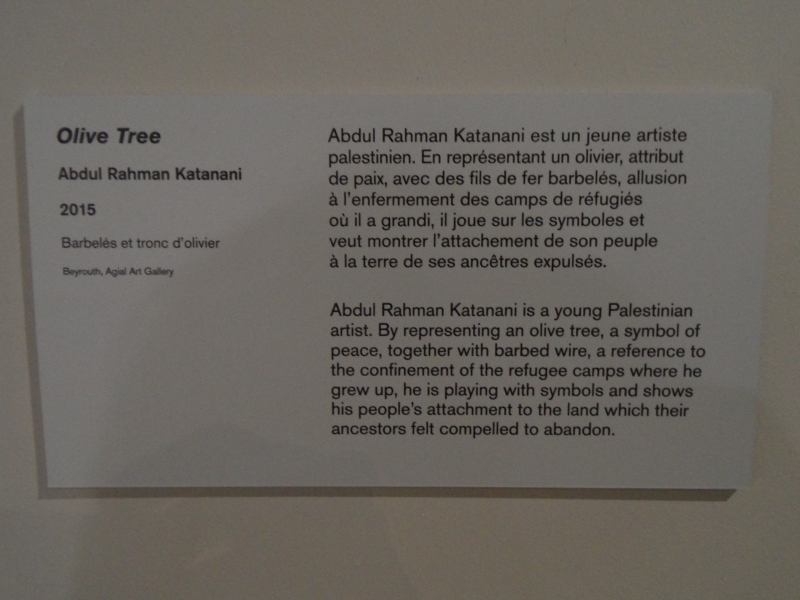 Olive Tree
Abdul Rahman Katanani
2015
Barbelés et tronc d'olivier
Beyrouth, Agial Art Gallery
Abdul Rahman Katanani est un jeune artiste
palestinien. En représentant un olivier, attribut
de paix, avec des fils de fer barbelés, allusion
à l'enfermement des camps de réfugiés
où il a grandi, il joue sur les symboles et
veut montrer l'attachement de son peuple
à la terre de ses ancêtres expulsés.
Abdul Rahman Katanani is a young Palestinian
artist. By representing an olive tree, a symbol of
peace, together with barbed wire, a reference to
the confinement of the refugee camps where he
grew up, he is playing with symbols and shows
his people's attachment to the land which their
ancestors felt compelled to abandon.